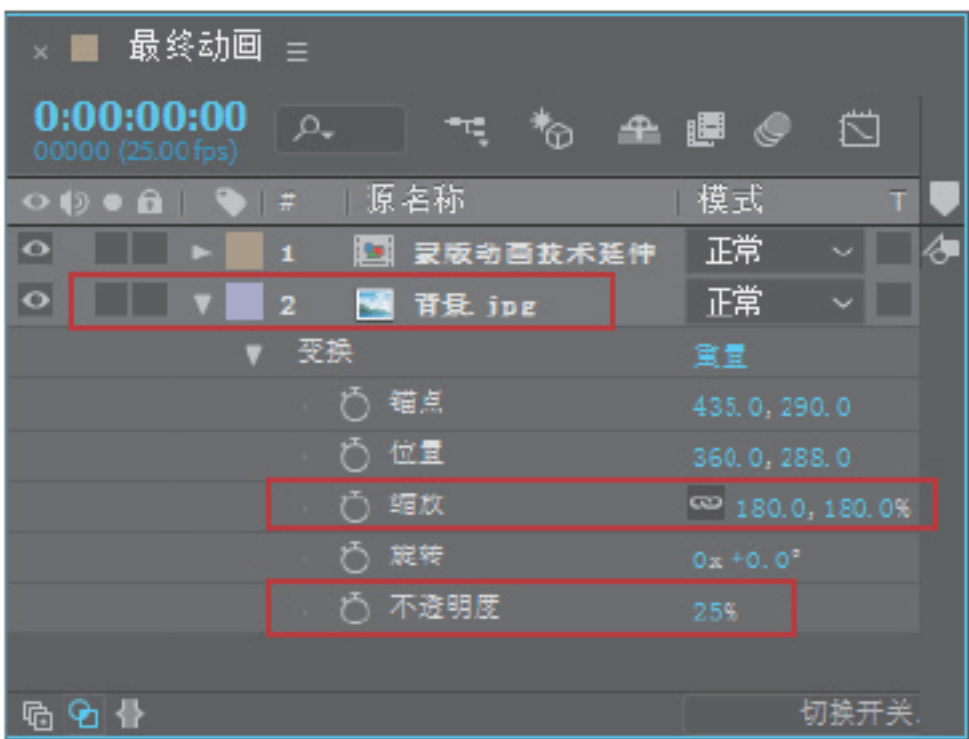 × 最终动画 ≡
0:00:00:00
00000 (25.00 fps)
# 原名称 模式 T
1 蒙版动画技术延伸 正常
2 背景.jpg 正常
变换 重置
锚点 435.0, 290.0
位置 360.0, 288.0
缩放 180.0, 180.0%
旋转 0x +0.0°
不透明度 25%
切换开关